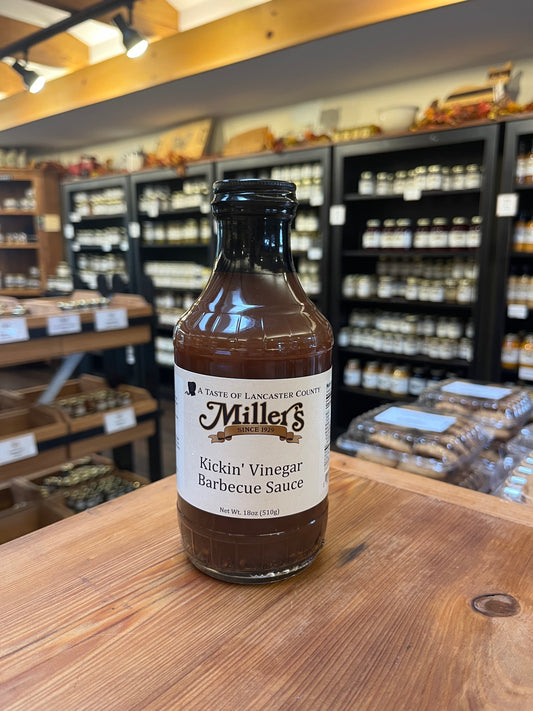 A Taste of Lancaster County
Miller's
SINCE 1929
Kickin' Vinegar
Barbecue Sauce
Net Wt. 18oz (510g)